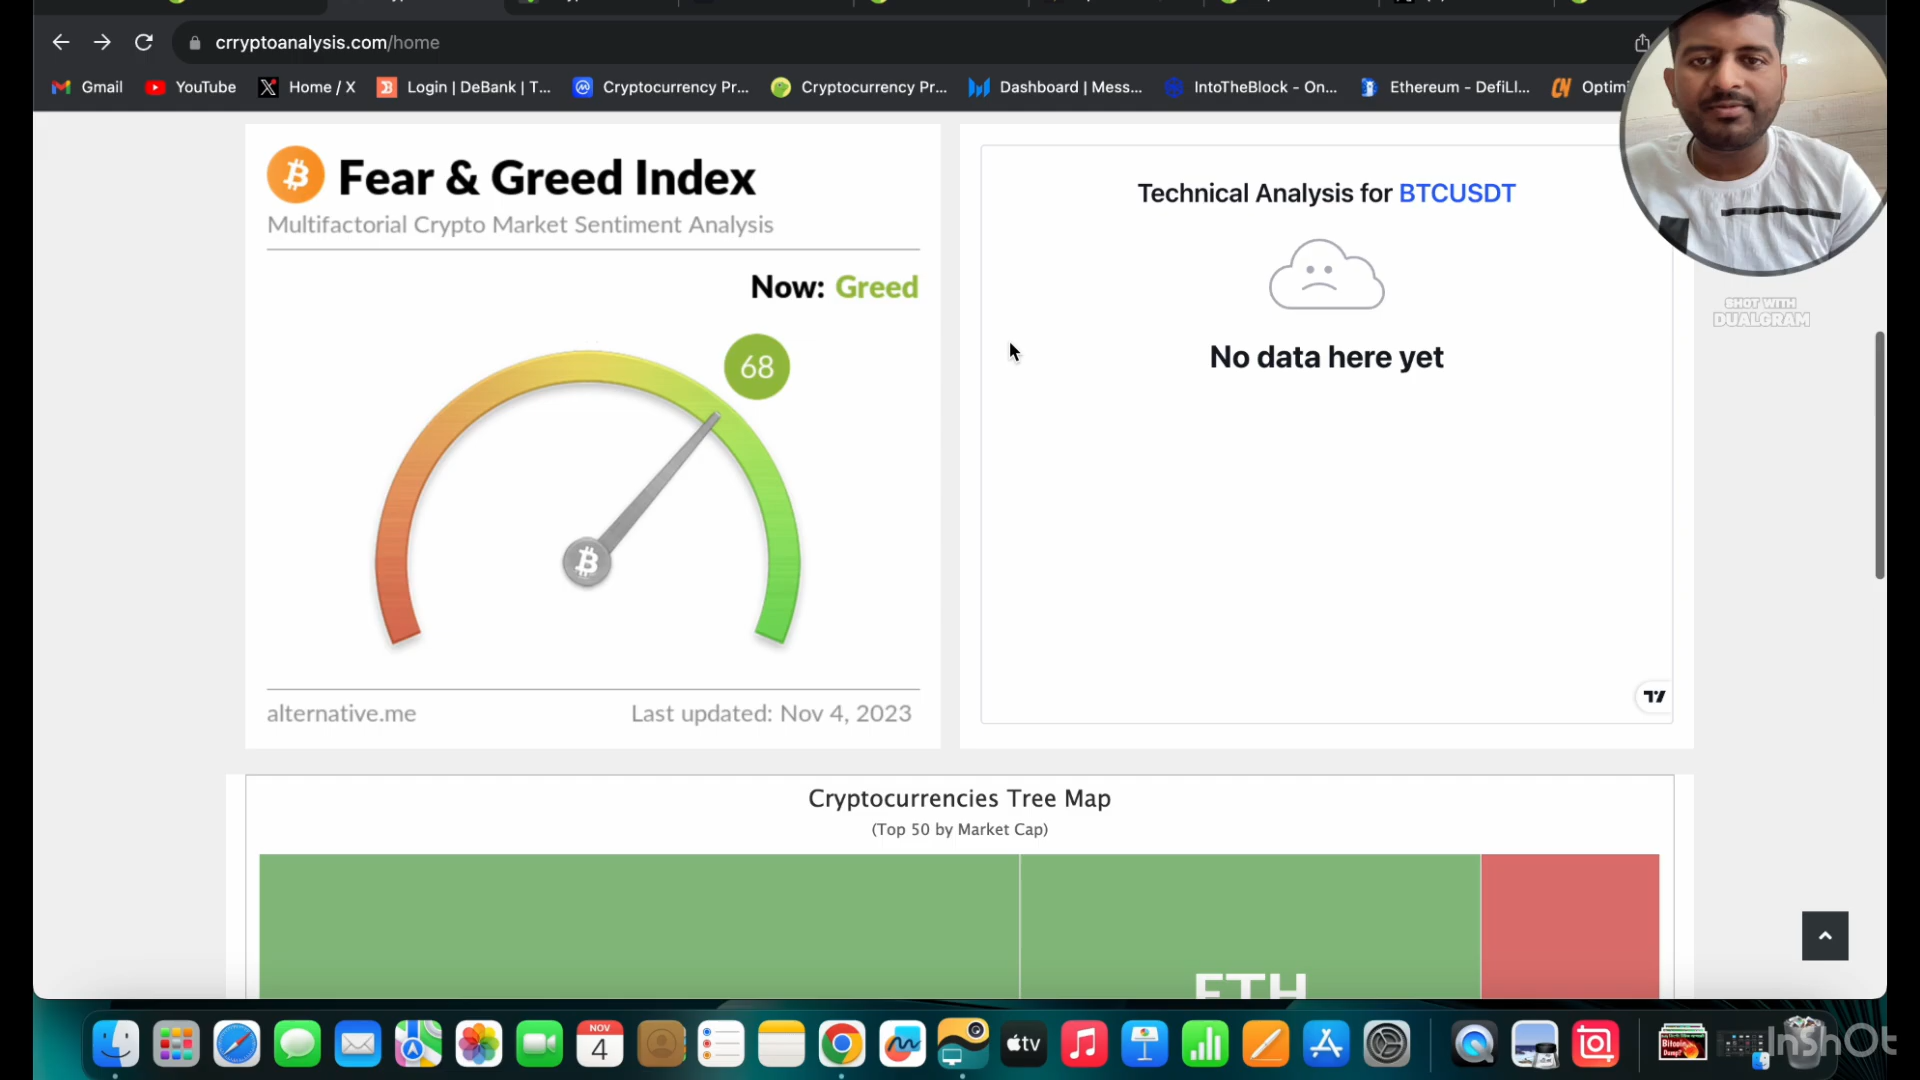 crryptoanalysis.com/home
Gmail
YouTube
Home / X
Login | DeBank | T...
Cryptocurrency Pr...
Cryptocurrency Pr...
Dashboard | Mess...
IntoTheBlock - On...
Ethereum - DefiLl...
Optimi
Fear & Greed Index
Multifactorial Crypto Market Sentiment Analysis
Now: Greed
68
alternative.me
Last updated: Nov 4, 2023
Technical Analysis for BTCUSDT
No data here yet
SHOT WITH
DUALGRAM
Cryptocurrencies Tree Map
(Top 50 by Market Cap)
ETH
NOV
4
tv
InShOt